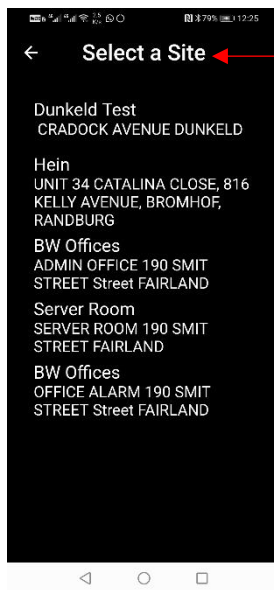 79% 12:25
Select a Site
Dunkeld Test
CRADOCK AVENUE DUNKELD
Hein
UNIT 34 CATALINA CLOSE, 816
KELLY AVENUE, BROMHOF,
RANDBURG
BW Offices
ADMIN OFFICE 190 SMIT
STREET Street FAIRLAND
Server Room
SERVER ROOM 190 SMIT
STREET FAIRLAND
BW Offices
OFFICE ALARM 190 SMIT
STREET Street FAIRLAND